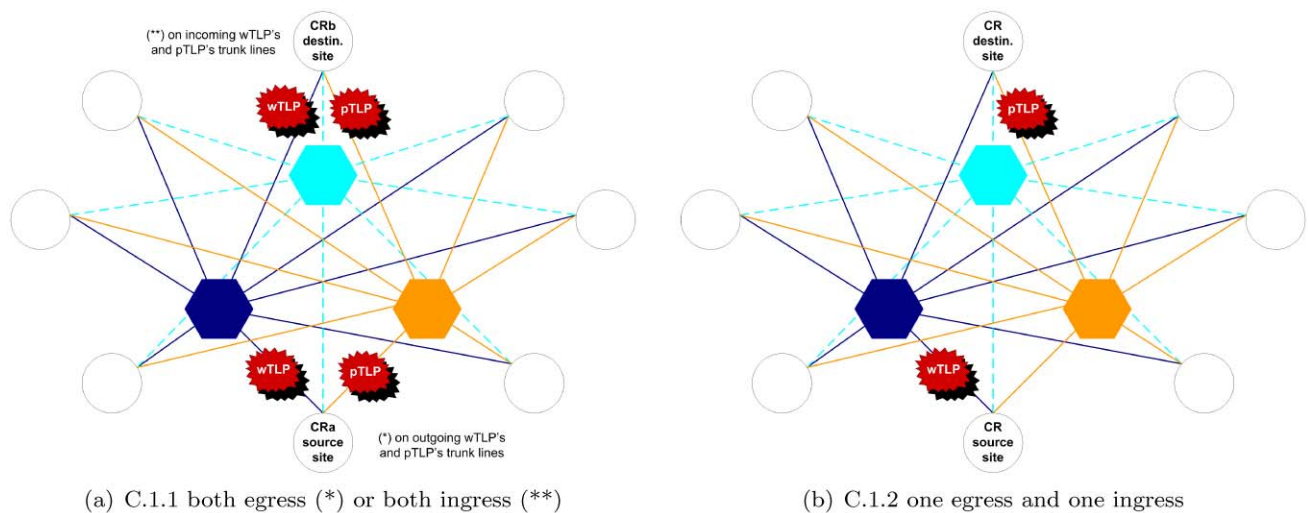 (**) on incoming wTLP's
and pTLP's trunk lines
CRb
destin.
site
wTLP
pTLP
wTLP
pTLP
CRa
source
site
(*) on outgoing wTLP's
and pTLP's trunk lines
(a) C.1.1 both egress (*) or both ingress (**)
CR
destin.
site
pTLP
wTLP
CR
source
site
(b) C.1.2 one egress and one ingress